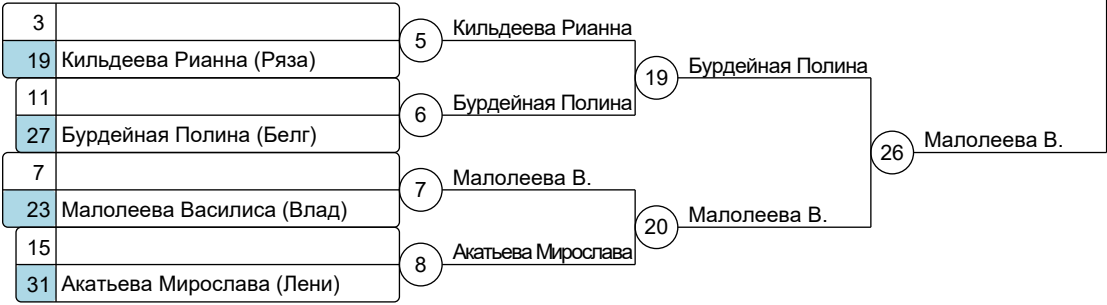 3
19 Кильдеева Рианна (Ряза)
11
27 Бурдейная Полина (Белг)
7
23 Малолеева Василиса (Влад)
15
31 Акатьева Мирослава (Лени)
5
Кильдеева Рианна
6
Бурдейная Полина
7
Малолеева В.
8
Акатьева Мирослава
19
Бурдейная Полина
20
Малолеева В.
26
Малолеева В.